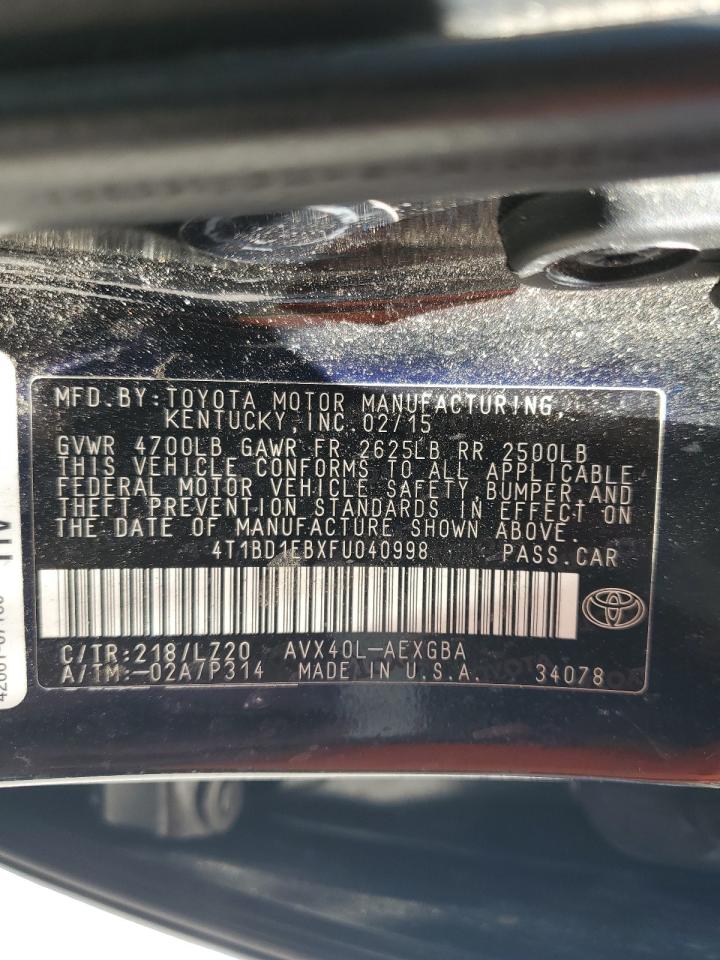 MFD.BY:TOYOTA MOTOR MANUFACTURING,
KENTUCKY,INC.02/15
GVWR 4700LB GAWR FR 2625LB RR 2500LB
THIS VEHICLE CONFORMS TO ALL APPLICABLE
FEDERAL MOTOR VEHICLE SAFETY,BUMPER,AND
THEFT PREVENTION STANDARDS IN EFFECT ON
THE DATE OF MANUFACTURE SHOWN ABOVE.
4T1BD1EBXFU040998 PASS.CAR
C/TR:218/LZ20 AVX40L-AEXGBA
A/TM:-02A7P314 MADE IN U.S.A. 34078